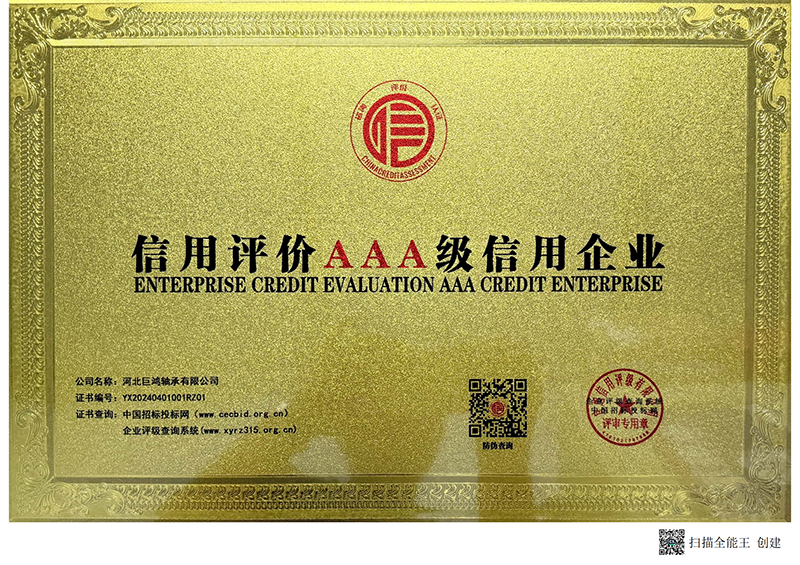 信用评价AAA级信用企业
ENTERPRISE CREDIT EVALUATION AAA CREDIT ENTERPRISE
CHINACREDITASSESSMENT
公司名称：河北巨鸿轴承有限公司
证书编号：YX20240401001RZ01
证书查询：中国招标投标网（www.cecbid.org.cn）
企业评级查询系统(www.xyrz315.org.cn)
防伪查询
评审专用章
扫描全能王 创建